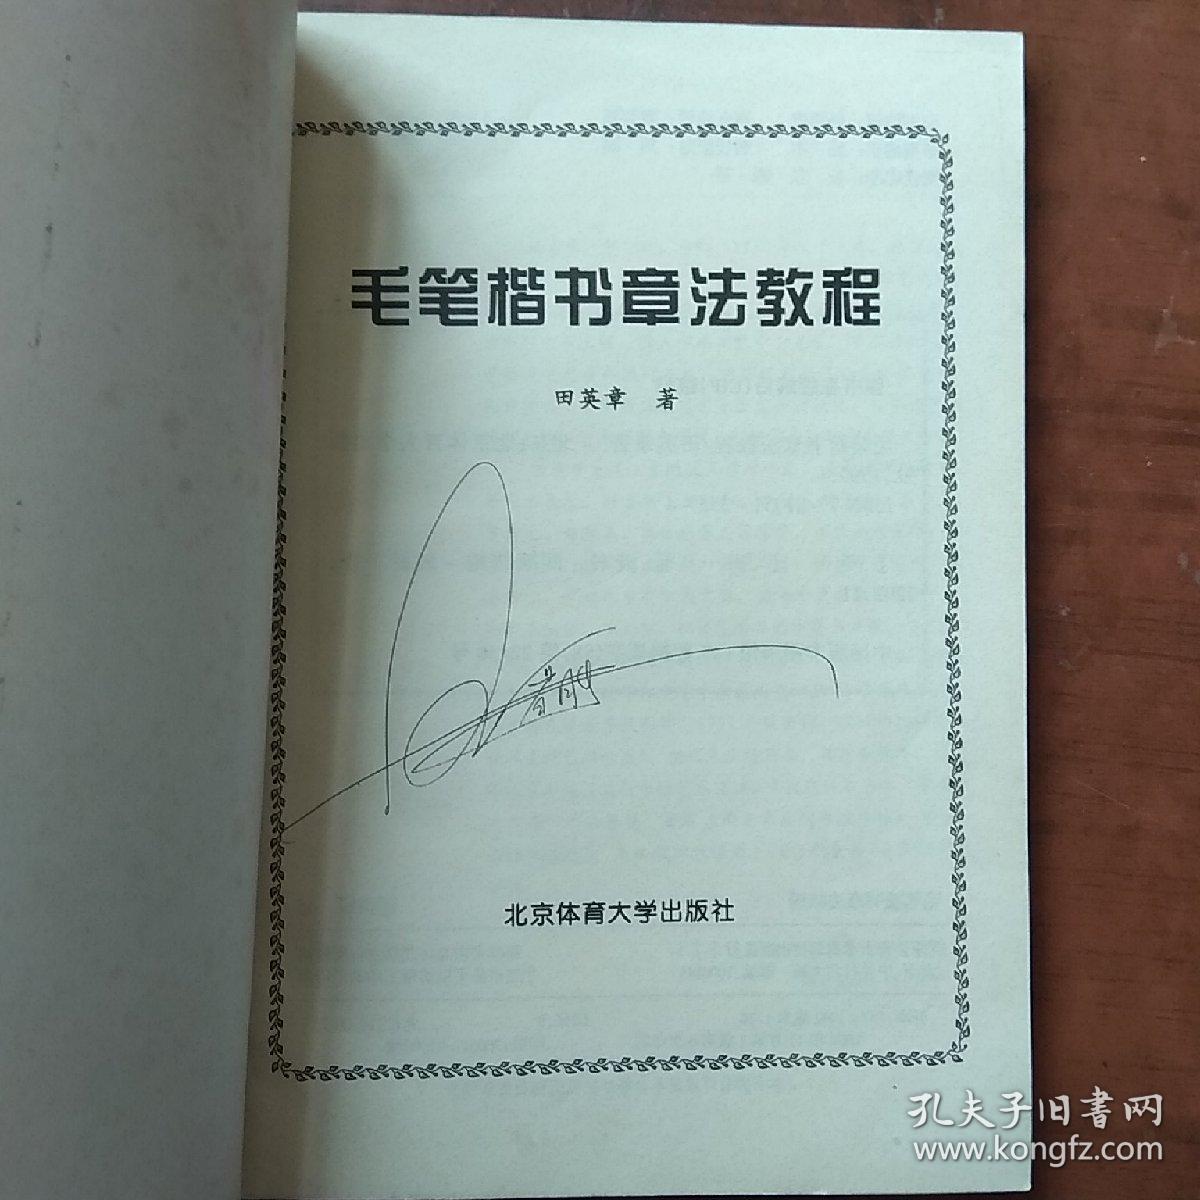 毛笔楷书章法教程
田英章 著
北京体育大学出版社
孔夫子旧书网
www.kongfz.com